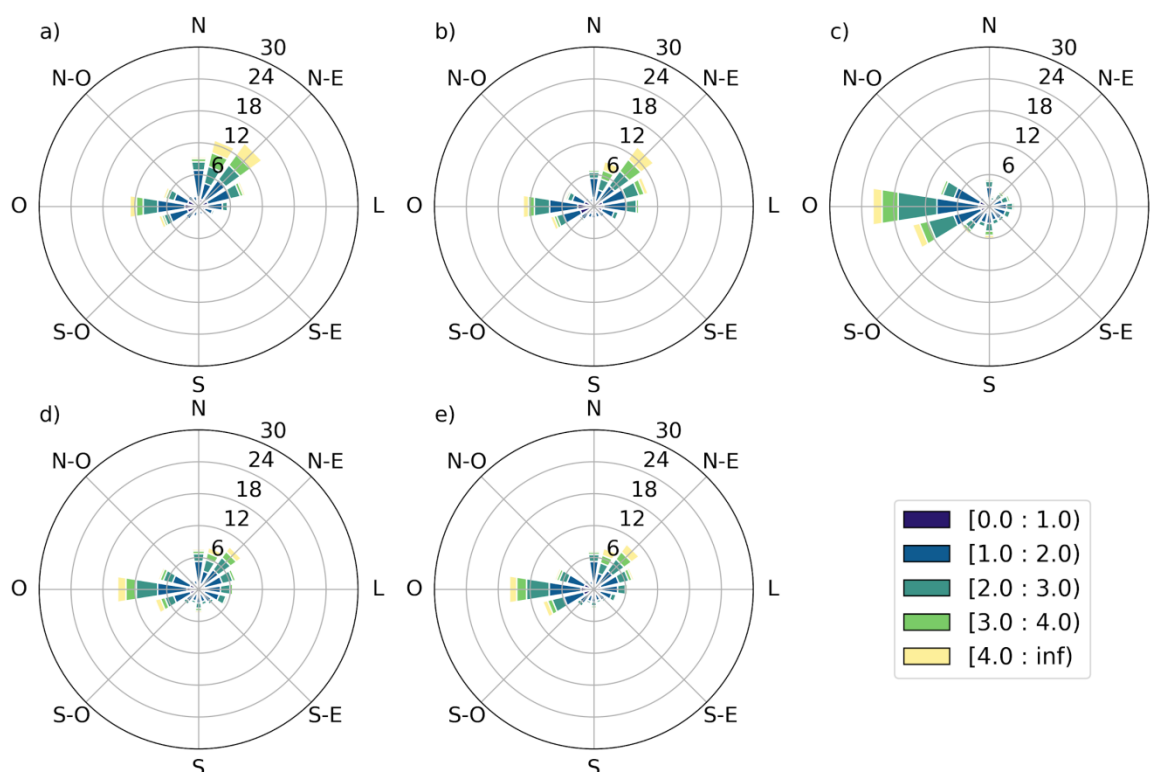 a)
N
N-E
L
S-E
S
S-O
O
N-O
6
12
18
24
30
b)
N
N-E
L
S-E
S
S-O
O
N-O
6
12
18
24
30
c)
N
N-E
L
S-E
S
S-O
O
N-O
6
12
18
24
30
d)
N
N-E
L
S-E
S
S-O
O
N-O
6
12
18
24
30
e)
N
N-E
L
S-E
S
S-O
O
N-O
6
12
18
24
30
[0.0 : 1.0)
[1.0 : 2.0)
[2.0 : 3.0)
[3.0 : 4.0)
[4.0 : inf)